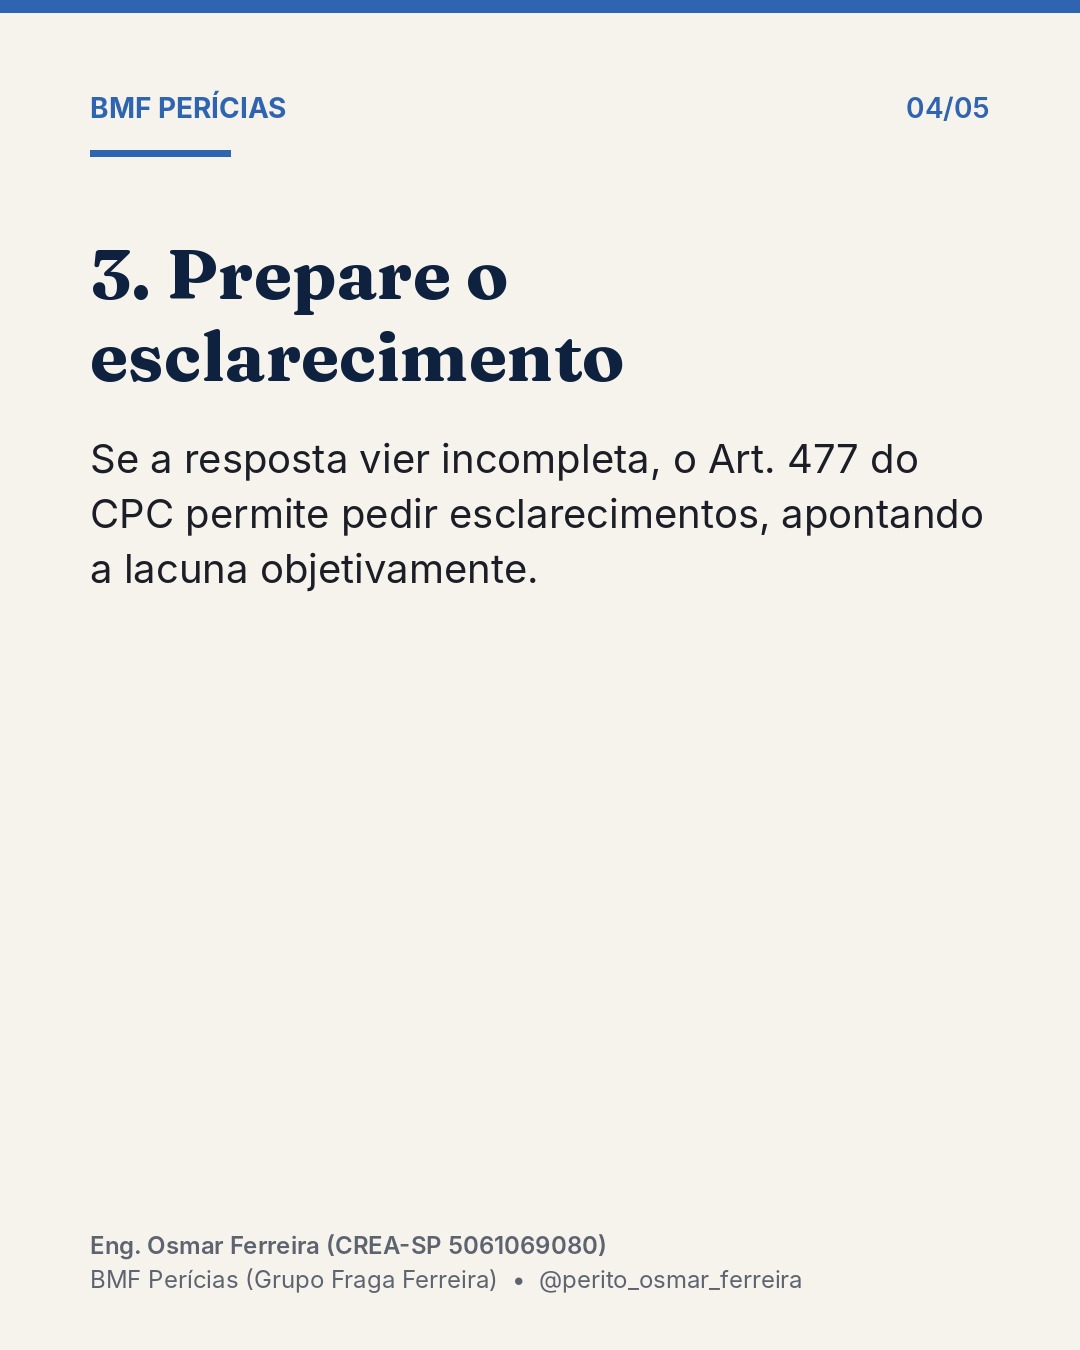 BMF PERÍCIAS
04/05
3. Prepare o
esclarecimento
Se a resposta vier incompleta, o Art. 477 do
CPC permite pedir esclarecimentos, apontando
a lacuna objetivamente.
Eng. Osmar Ferreira (CREA-SP 5061069080)
BMF Perícias (Grupo Fraga Ferreira) • @perito_osmar_ferreira